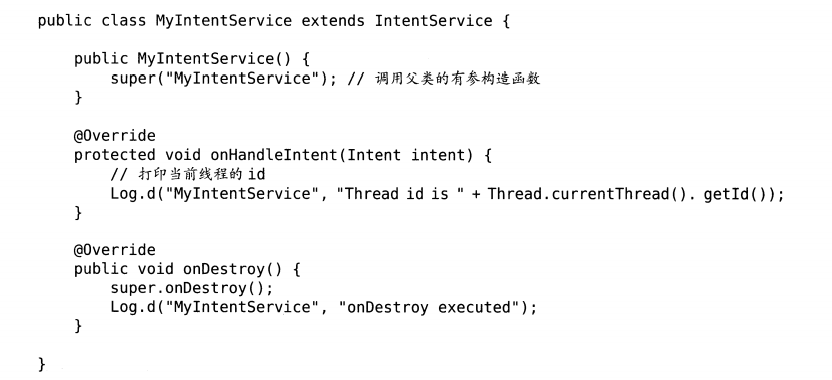 public class MyIntentService extends IntentService {
public MyIntentService() {
super("MyIntentService"); // 调用父类的有参构造函数
}
@Override
protected void onHandleIntent(Intent intent) {
// 打印当前线程的 id
Log.d("MyIntentService", "Thread id is " + Thread.currentThread(). getId());
}
@Override
public void onDestroy() {
super.onDestroy();
Log.d("MyIntentService", "onDestroy executed");
}
}